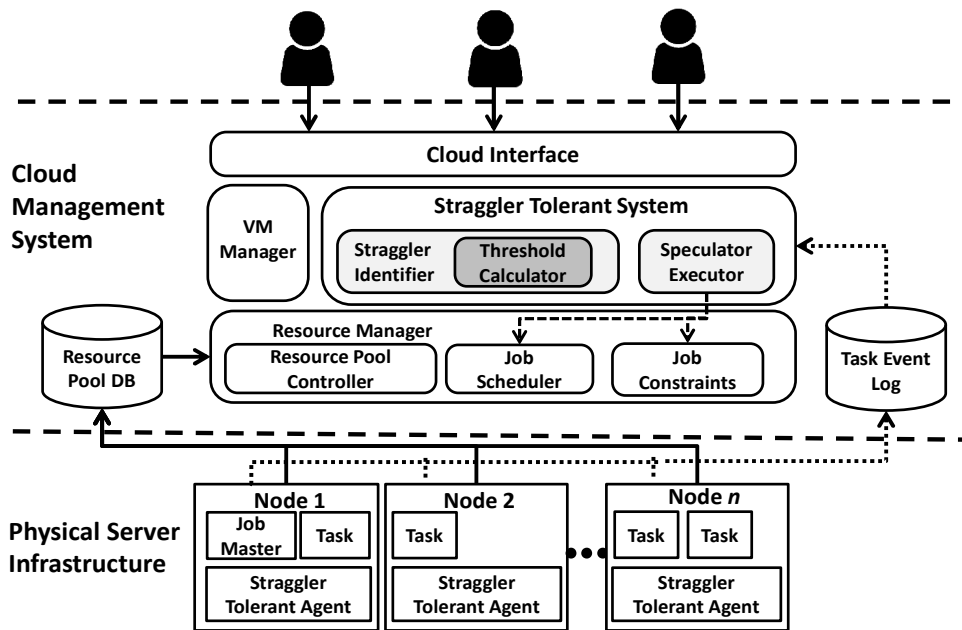 Cloud Interface
Cloud
Management
System
VM
Manager
Straggler Tolerant System
Straggler
Identifier
Threshold
Calculator
Speculator
Executor
Resource
Pool DB
Resource Manager
Resource Pool
Controller
Job
Scheduler
Job
Constraints
Task Event
Log
Physical Server
Infrastructure
Node 1
Job
Master
Task
Straggler
Tolerant Agent
Node 2
Task
Straggler
Tolerant Agent
Node n
Task
Task
Straggler
Tolerant Agent